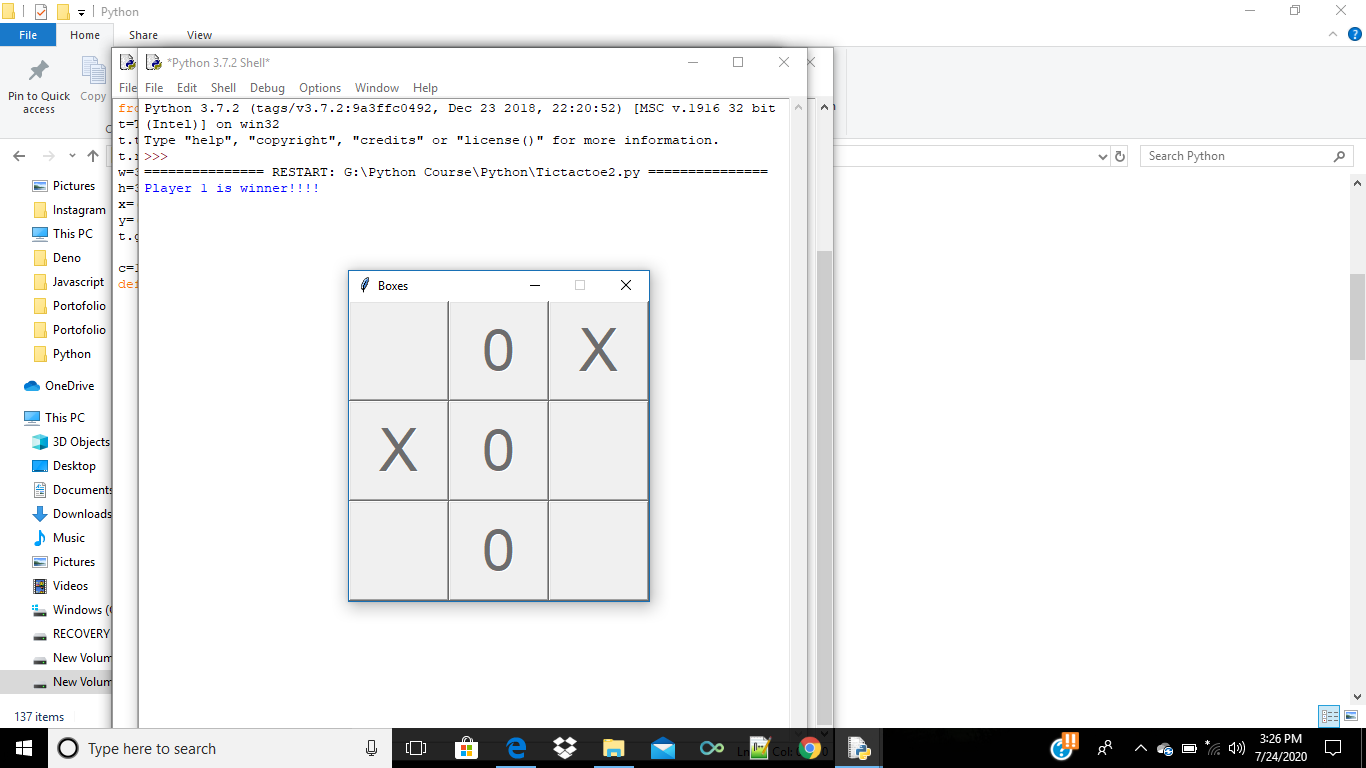 Python
File Home Share View
*Python 3.7.2 Shell*
File
File Edit Shell Debug Options Window Help
Pin to Quick access
Copy
Python 3.7.2 (tags/v3.7.2:9a3ffc0492, Dec 23 2018, 22:20:52) [MSC v.1916 32 bit
(Intel)] on win32
Type "help", "copyright", "credits" or "license()" for more information.
>>>
=============== RESTART: G:\Python Course\Python\Tictactoe2.py ===============
Player 1 is winner!!!!
t.
t.
w=3
h=3
x=
y=
t.g
c=1
Search Python
Pictures
Instagram
This PC
Deno
Javascript
Portofolio
Portofolio
Python
OneDrive
This PC
3D Objects
Desktop
Documents
Downloads
Music
Pictures
Videos
Windows (
RECOVERY
New Volum
New Volum
137 items
Boxes
0 X
X 0
0
Type here to search
3:26 PM
7/24/2020